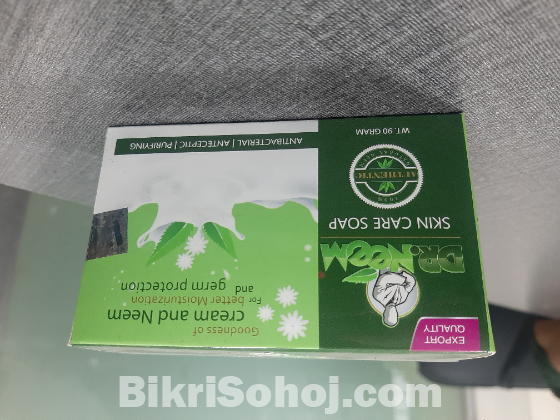 EXPORT
QUALITY
DR.NEEM
SKIN CARE SOAP
100%
AUTHENTIC
WT. 90 GRAM
Goodness of
cream and Neem
For better Moisturization
and germ protection
ANTIBACTERIAL | ANTECEPTIC | PURIFYING
BikriSohoj.com